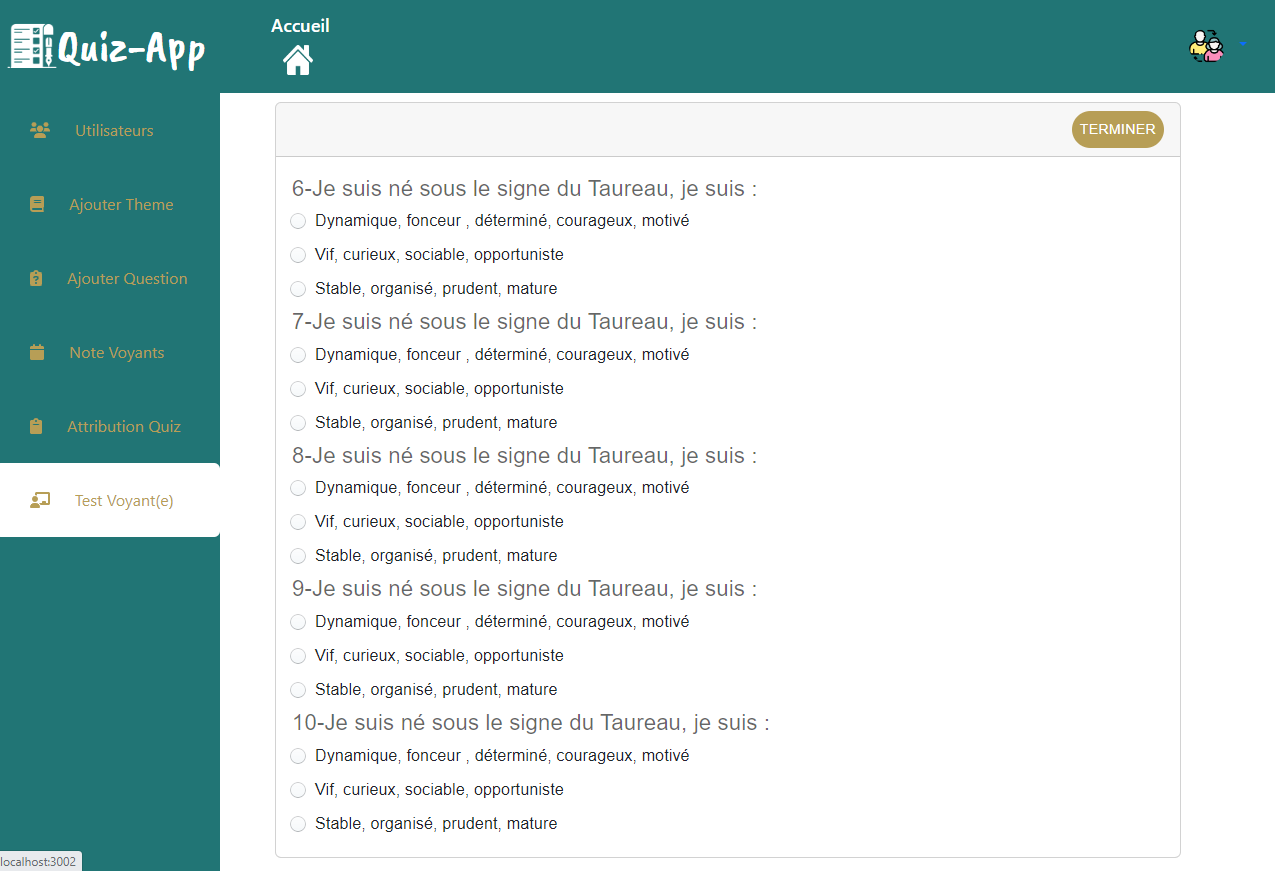 Quiz-App
Accueil
Utilisateurs
Ajouter Theme
Ajouter Question
Note Voyants
Attribution Quiz
Test Voyant(e)
TERMINER
6-Je suis né sous le signe du Taureau, je suis :
Dynamique, fonceur , déterminé, courageux, motivé
Vif, curieux, sociable, opportuniste
Stable, organisé, prudent, mature
7-Je suis né sous le signe du Taureau, je suis :
Dynamique, fonceur , déterminé, courageux, motivé
Vif, curieux, sociable, opportuniste
Stable, organisé, prudent, mature
8-Je suis né sous le signe du Taureau, je suis :
Dynamique, fonceur , déterminé, courageux, motivé
Vif, curieux, sociable, opportuniste
Stable, organisé, prudent, mature
9-Je suis né sous le signe du Taureau, je suis :
Dynamique, fonceur , déterminé, courageux, motivé
Vif, curieux, sociable, opportuniste
Stable, organisé, prudent, mature
10-Je suis né sous le signe du Taureau, je suis :
Dynamique, fonceur , déterminé, courageux, motivé
Vif, curieux, sociable, opportuniste
Stable, organisé, prudent, mature
localhost:3002